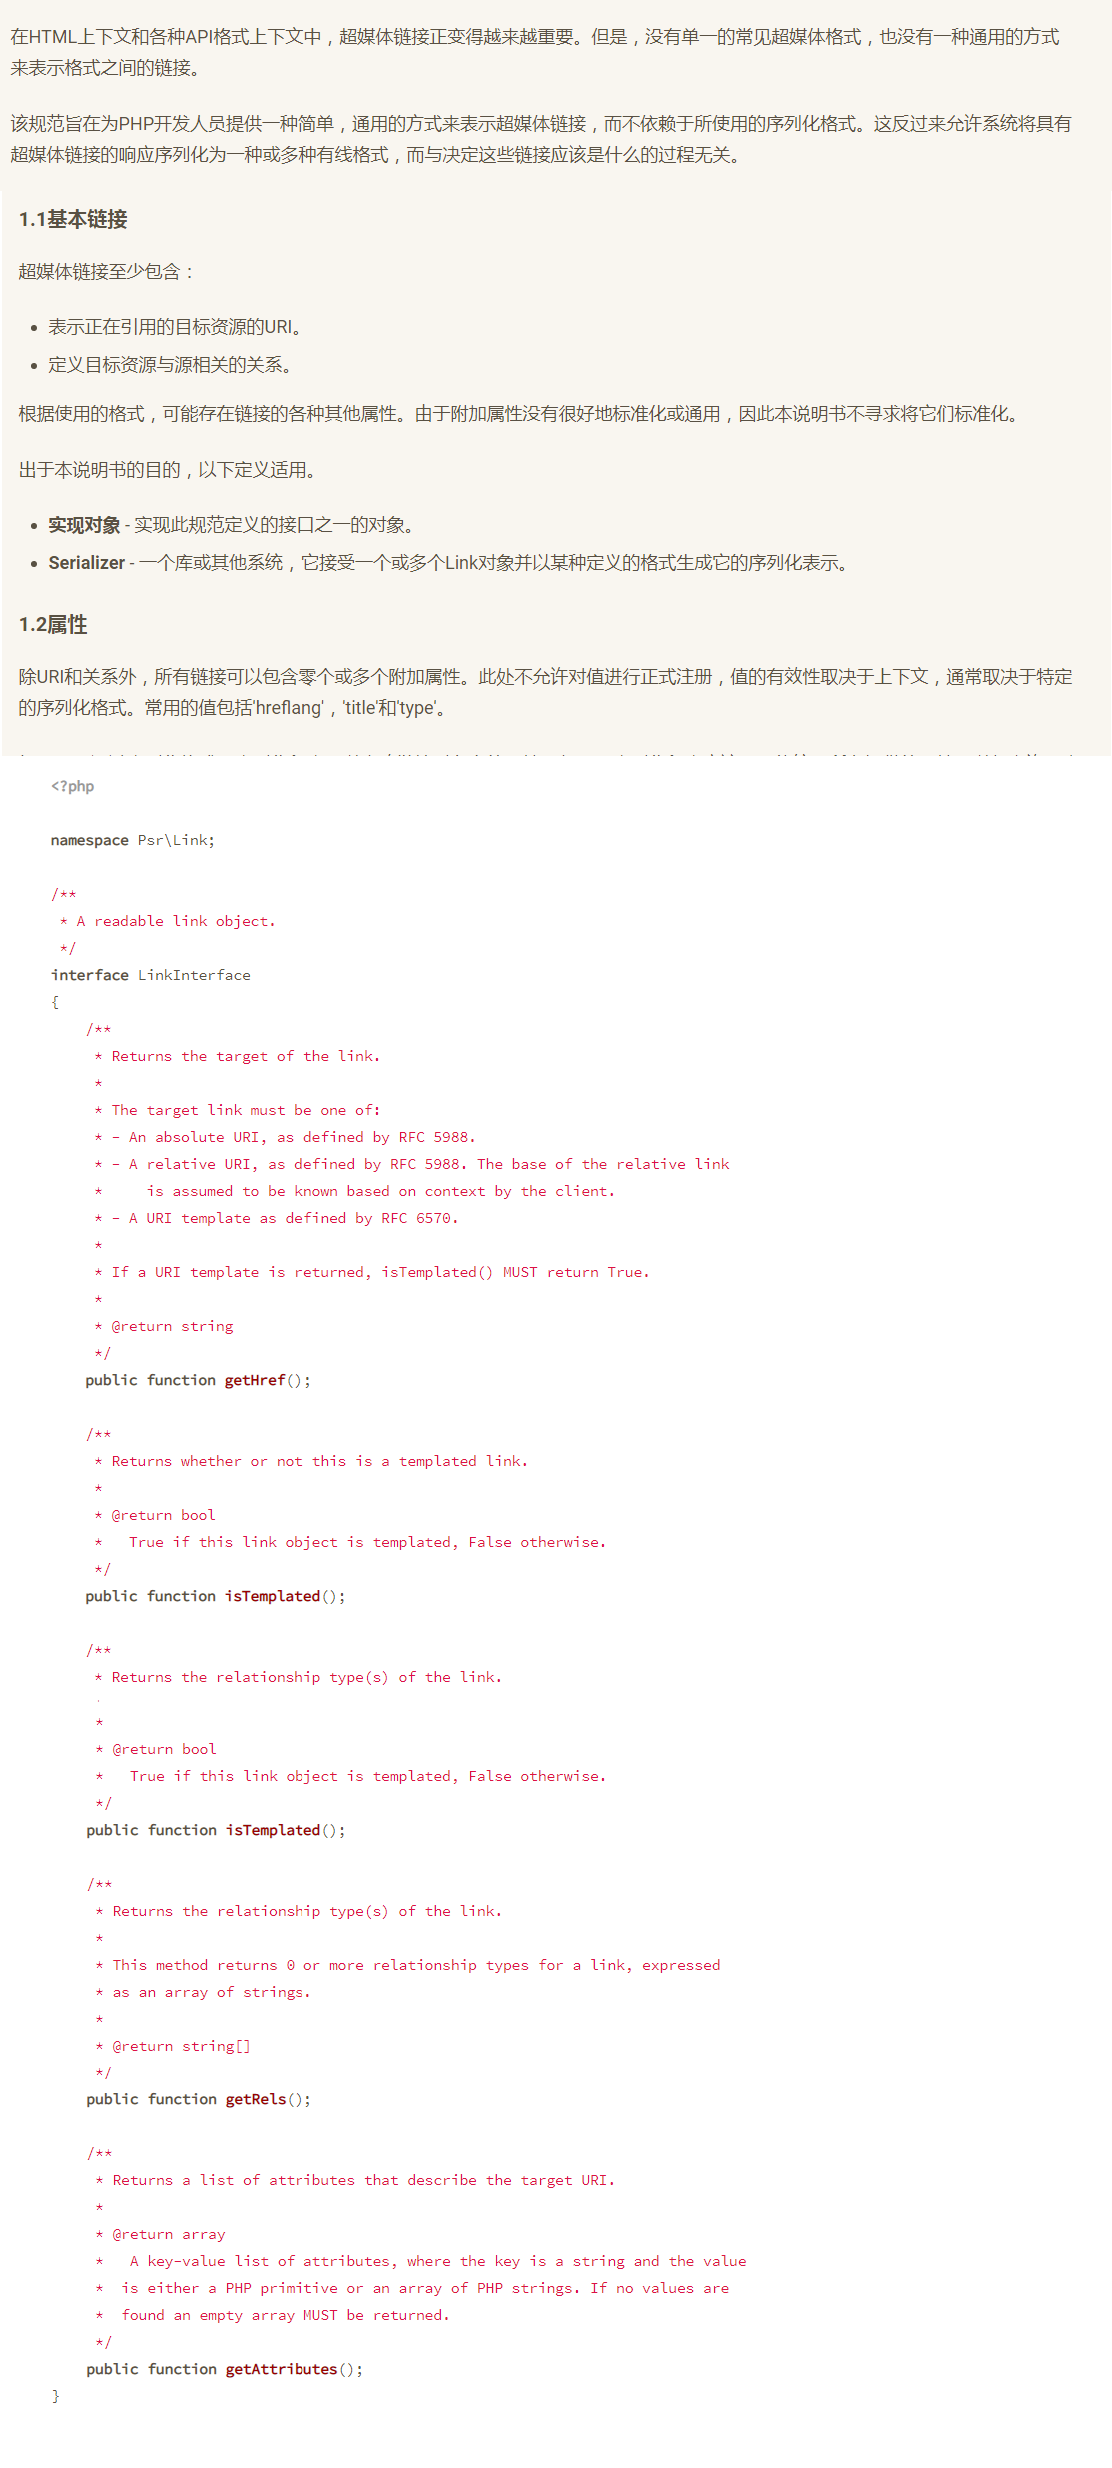 在HTML上下文和各种API格式上下文中，超媒体链接正变得越来越重要。但是，没有单一的常见超媒体格式，也没有一种通用的方式
来表示格式之间的链接。
该规范旨在为PHP开发人员提供一种简单，通用的方式来表示超媒体链接，而不依赖于所使用的序列化格式。这反过来允许系统将具有
超媒体链接的响应序列化为一种或多种有线格式，而与决定这些链接应该是什么的过程无关。
1.1基本链接
超媒体链接至少包含：
• 表示正在引用的目标资源的URI。
• 定义目标资源与源相关的关系。
根据使用的格式，可能存在链接的各种其他属性。由于附加属性没有很好地标准化或通用，因此本说明书不寻求将它们标准化。
出于本说明书的目的，以下定义适用。
• 实现对象 - 实现此规范定义的接口之一的对象。
• Serializer - 一个库或其他系统，它接受一个或多个Link对象并以某种定义的格式生成它的序列化表示。
1.2属性
除URI和关系外，所有链接可以包含零个或多个附加属性。此处不允许对值进行正式注册，值的有效性取决于上下文，通常取决于特定
的序列化格式。常用的值包括'hreflang'，'title'和'type'。
<?php
namespace Psr\Link;
/**
 * A readable link object.
 */
interface LinkInterface
{
    /**
     * Returns the target of the link.
     *
     * The target link must be one of:
     * - An absolute URI, as defined by RFC 5988.
     * - A relative URI, as defined by RFC 5988. The base of the relative link
     *     is assumed to be known based on context by the client.
     * - A URI template as defined by RFC 6570.
     *
     * If a URI template is returned, isTemplated() MUST return True.
     *
     * @return string
     */
    public function getHref();
    /**
     * Returns whether or not this is a templated link.
     *
     * @return bool
     *   True if this link object is templated, False otherwise.
     */
    public function isTemplated();
    /**
     * Returns the relationship type(s) of the link.
     *
     * @return bool
     *   True if this link object is templated, False otherwise.
     */
    public function isTemplated();
    /**
     * Returns the relationship type(s) of the link.
     *
     * This method returns 0 or more relationship types for a link, expressed
     * as an array of strings.
     *
     * @return string[]
     */
    public function getRels();
    /**
     * Returns a list of attributes that describe the target URI.
     *
     * @return array
     *   A key-value list of attributes, where the key is a string and the value
     *  is either a PHP primitive or an array of PHP strings. If no values are
     *  found an empty array MUST be returned.
     */
    public function getAttributes();
}